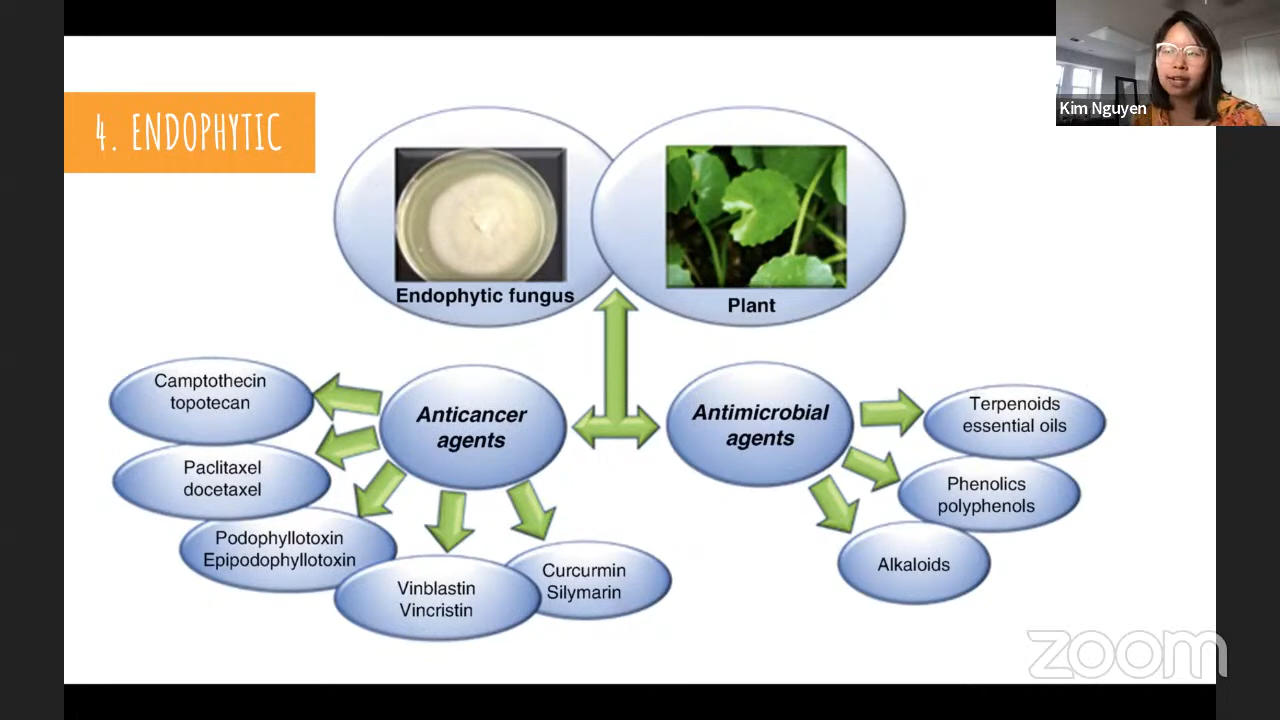 Kim Nguyen
4. ENDOPHYTIC
Endophytic fungus
Plant
Anticancer
agents
Camptothecin
topotecan
Paclitaxel
docetaxel
Podophyllotoxin
Epipodophyllotoxin
Vinblastin
Vincristin
Curcurmin
Silymarin
Antimicrobial
agents
Terpenoids
essential oils
Phenolics
polyphenols
Alkaloids
zoom